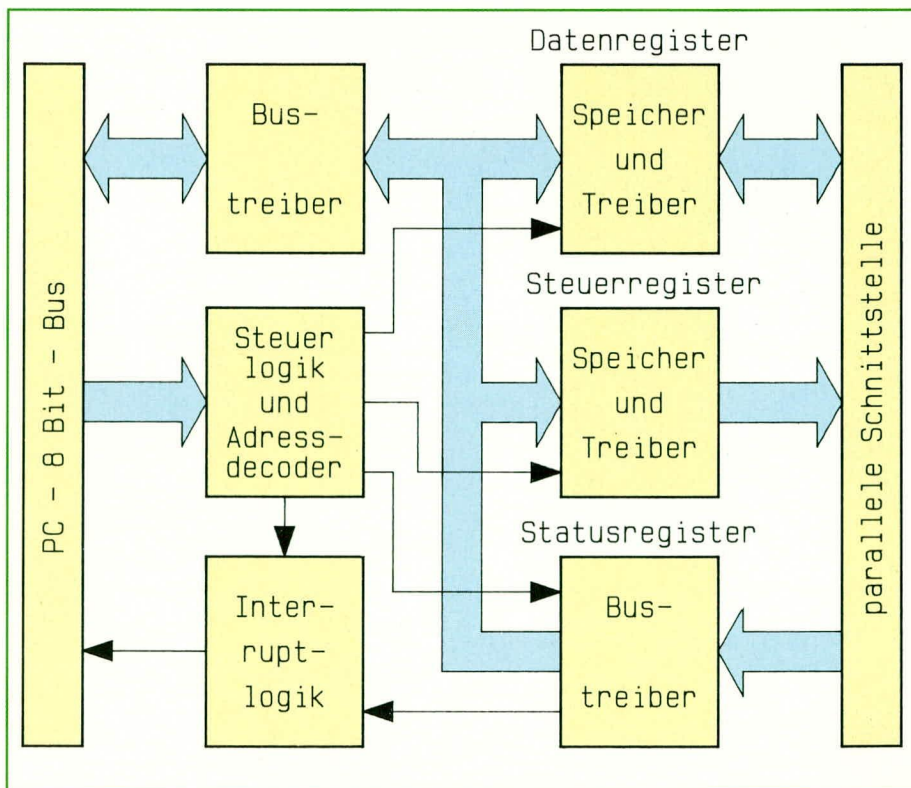 Datenregister
PC - 8 Bit - Bus
Bus-
treiber
Speicher
und
Treiber
parallele Schnittstelle
Steuerregister
Steuer
logik
und
Adress-
decoder
Speicher
und
Treiber
Statusregister
Inter-
rupt-
logik
Bus-
treiber